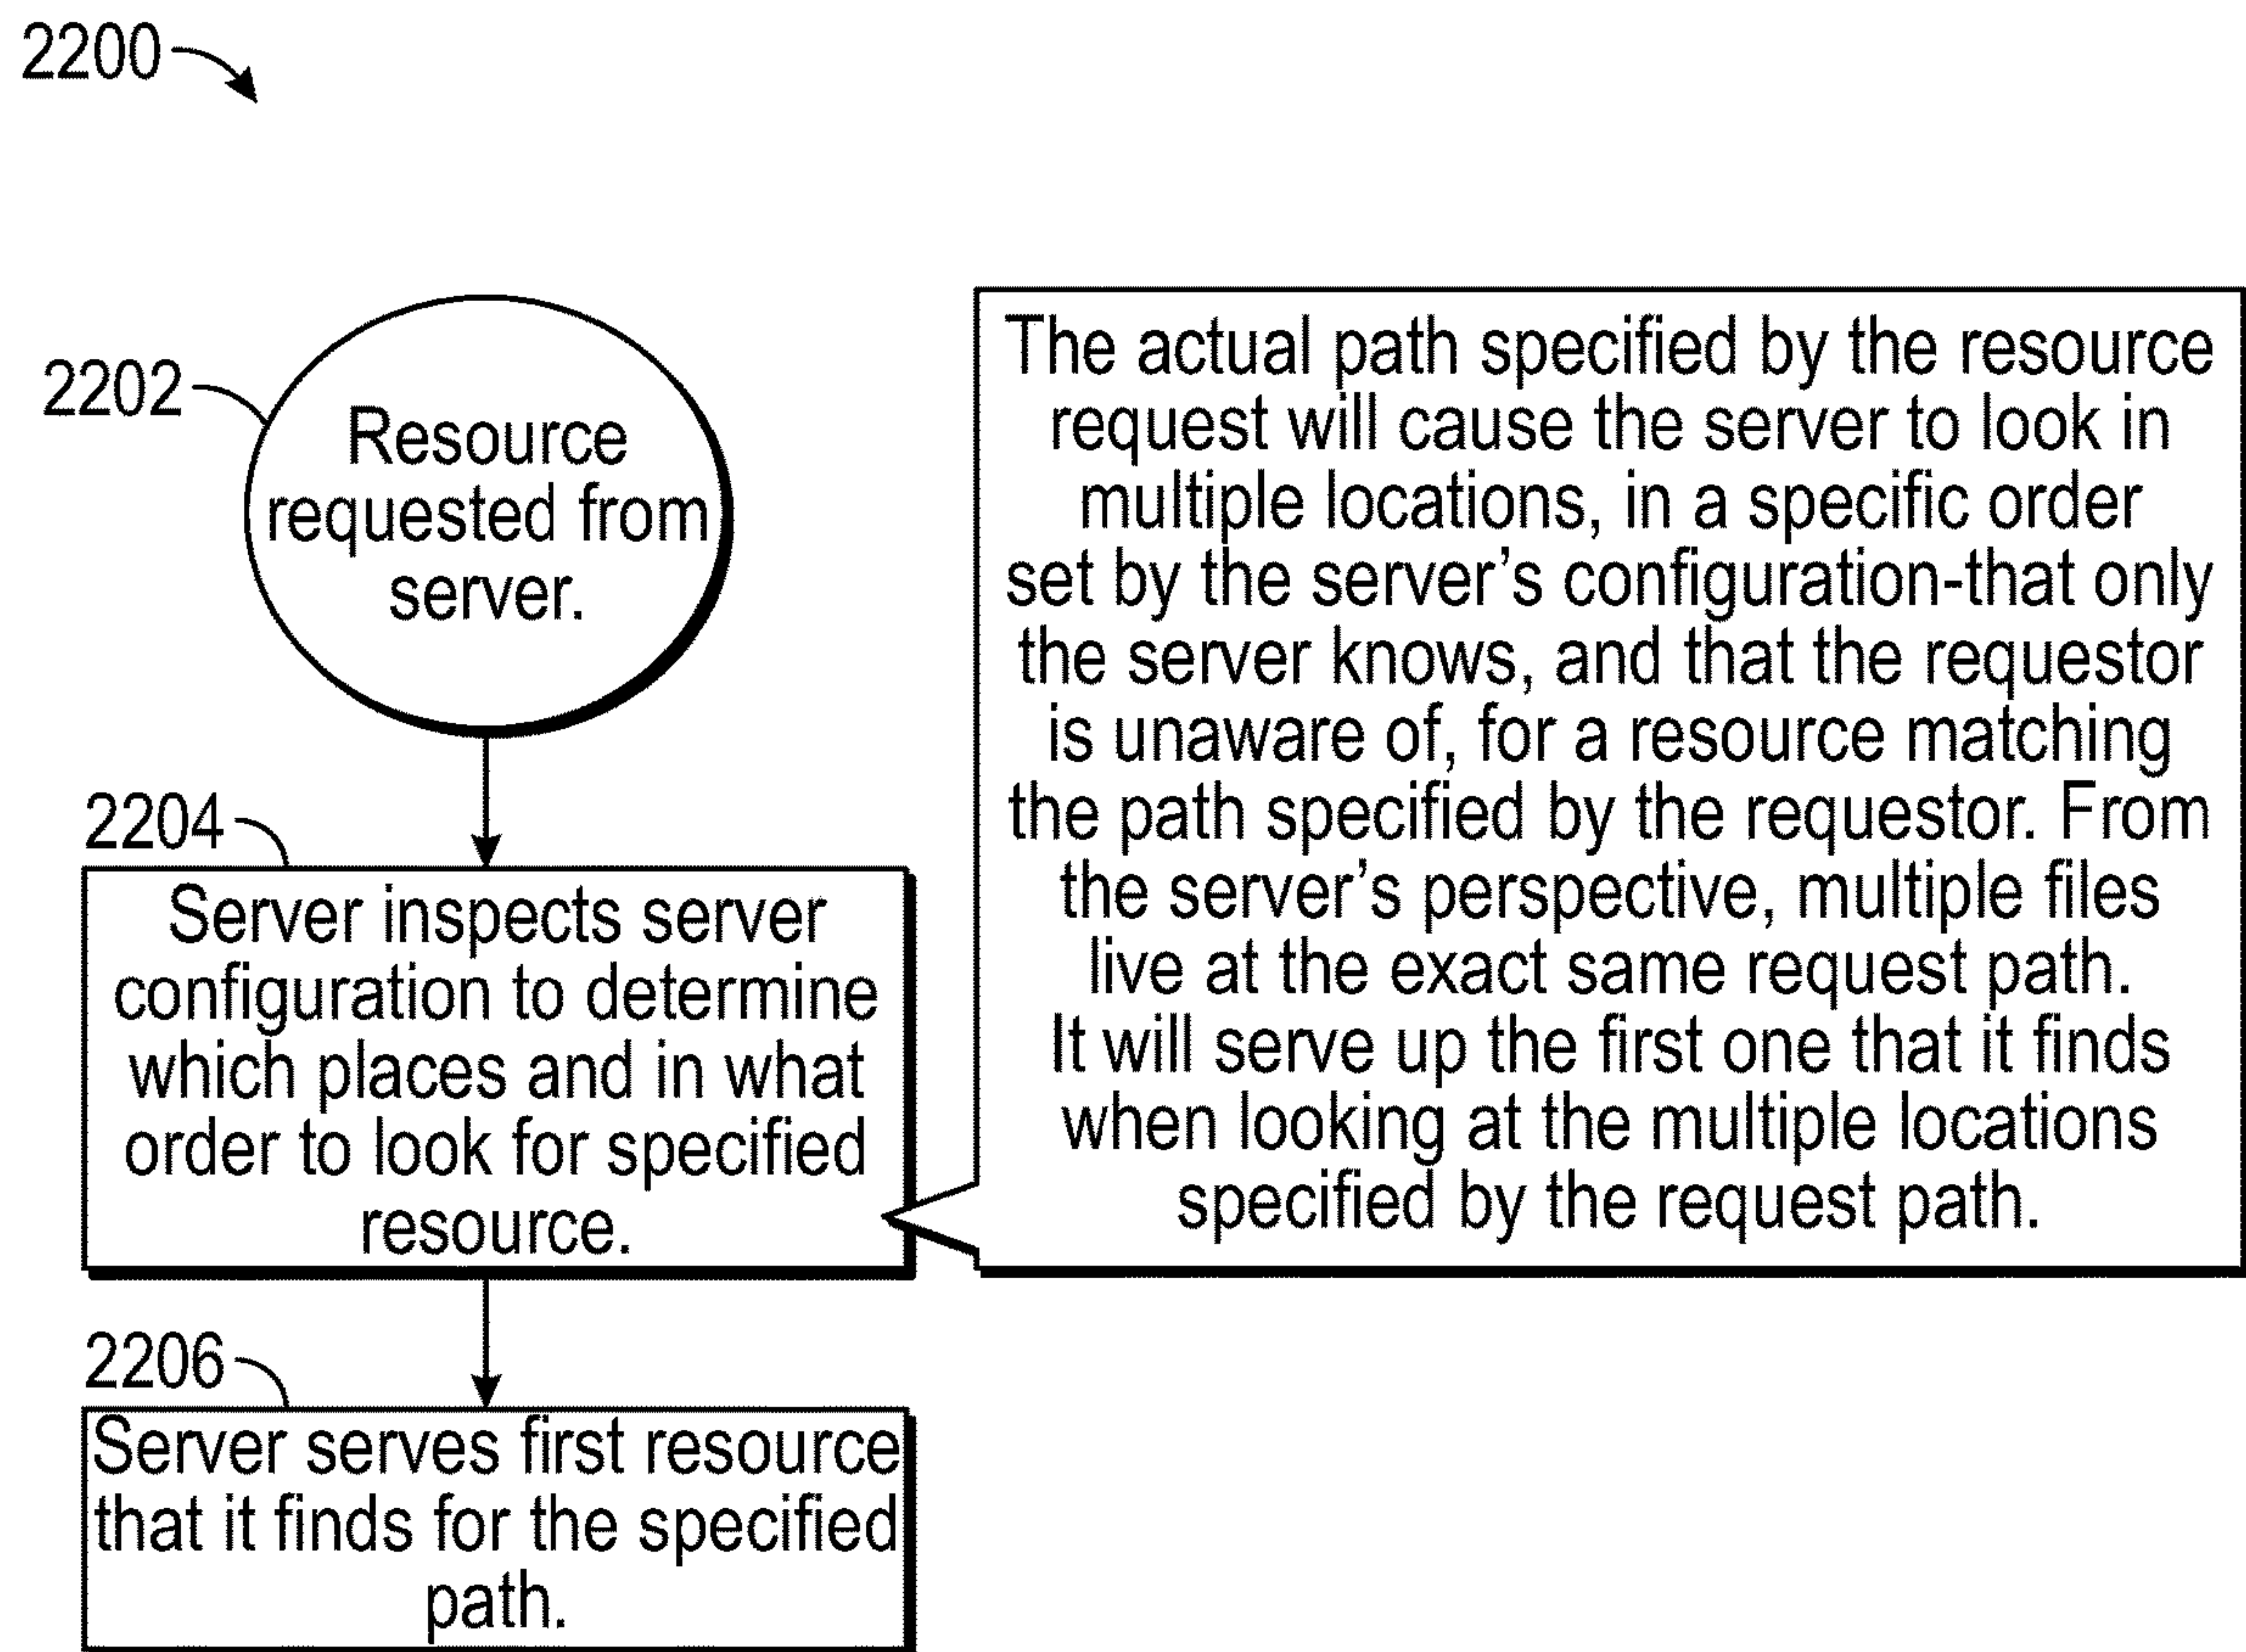 2200
2202
Resource
requested from
server.
2204
Server inspects server
configuration to determine
which places and in what
order to look for specified
resource.
The actual path specified by the resource
request will cause the server to look in
multiple locations, in a specific order
set by the server's configuration-that only
the server knows, and that the requestor
is unaware of, for a resource matching
the path specified by the requestor. From
the server's perspective, multiple files
live at the exact same request path.
It will serve up the first one that it finds
when looking at the multiple locations
specified by the request path.
2206
Server serves first resource
that it finds for the specified
path.